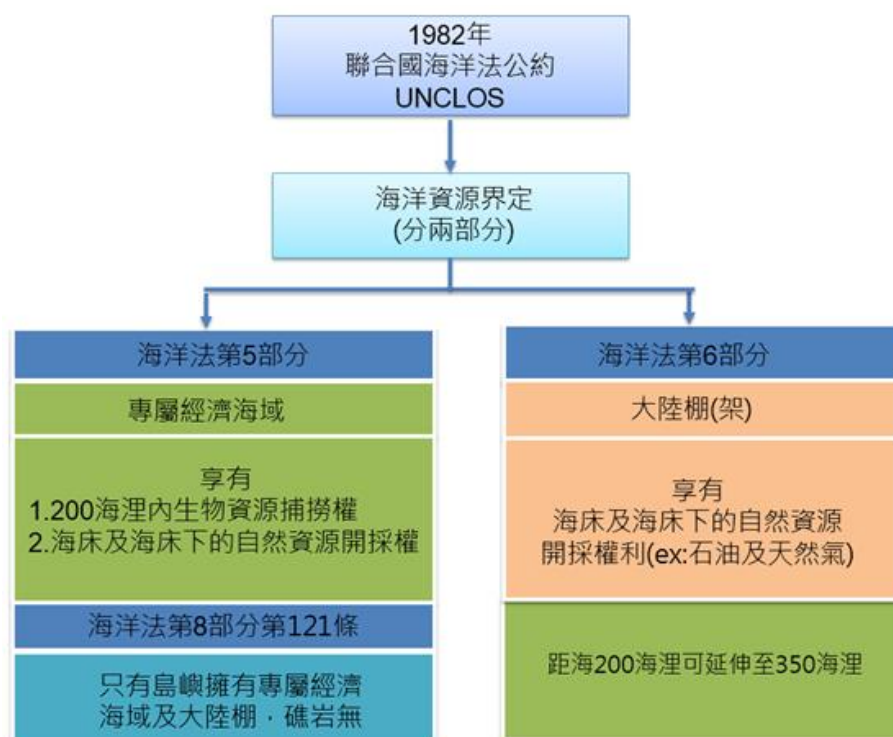 1982年
聯合國海洋法公約
UNCLOS
海洋資源界定
(分兩部分)
海洋法第5部分
專屬經濟海域
享有
1.200海浬內生物資源捕撈權
2.海床及海床下的自然資源開採權
海洋法第8部分第121條
只有島嶼擁有專屬經濟
海域及大陸棚，礁岩無
海洋法第6部分
大陸棚(架)
享有
海床及海床下的自然資源
開採權利(ex:石油及天然氣)
距海200海浬可延伸至350海浬